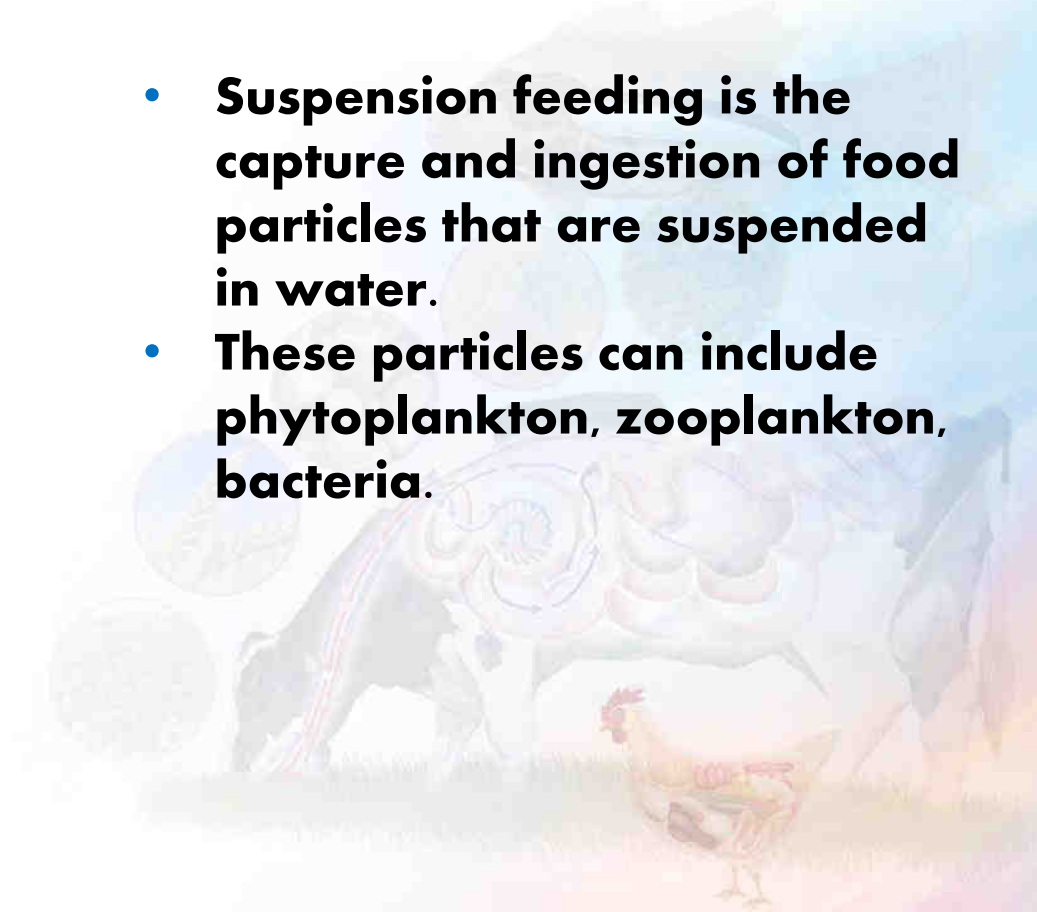 • Suspension feeding is the
capture and ingestion of food
particles that are suspended
in water.
• These particles can include
phytoplankton, zooplankton,
bacteria.